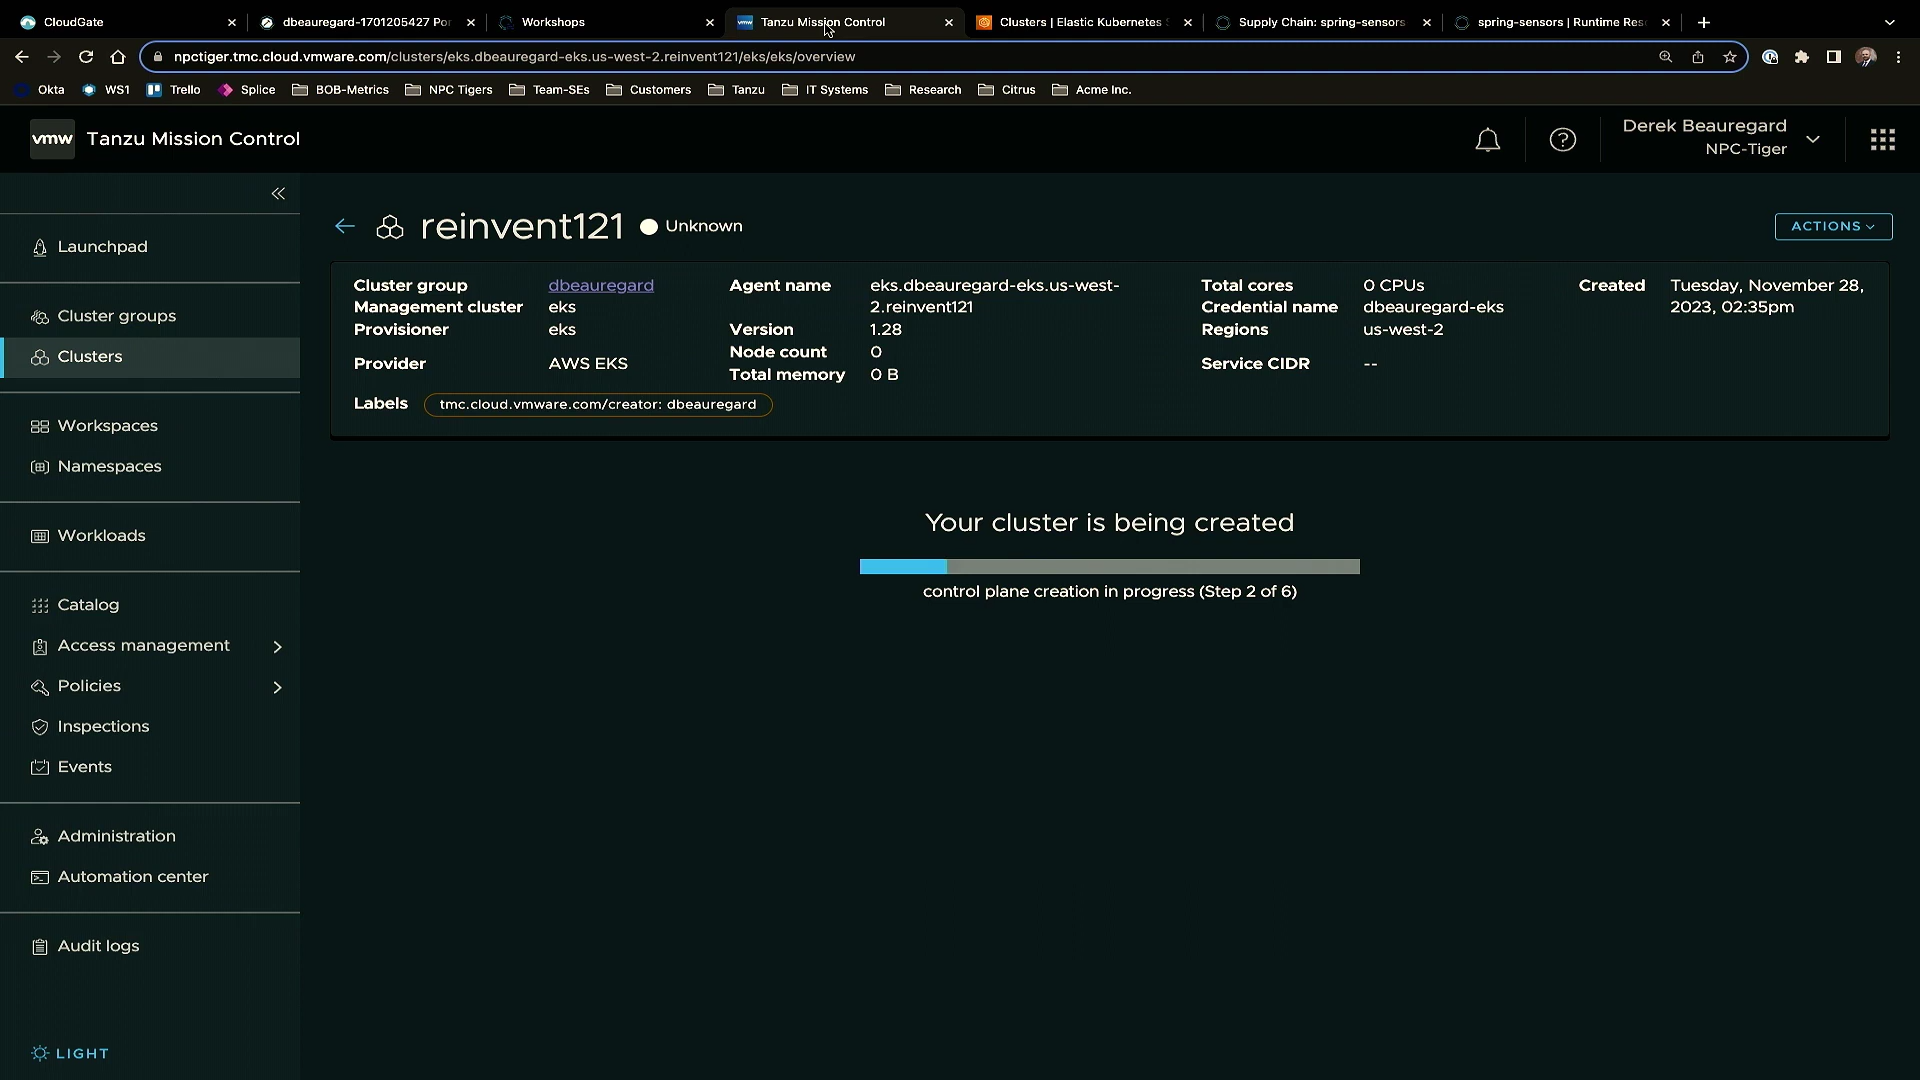 CloudGate
dbeauregard-1701205427 Por
Workshops
Tanzu Mission Control
Clusters | Elastic Kubernetes S
Supply Chain: spring-sensors
spring-sensors | Runtime Res
npctiger.tmc.cloud.vmware.com/clusters/eks.dbeauregard-eks.us-west-2.reinvent121/eks/eks/overview
Okta
WS1
Trello
Splice
BOB-Metrics
NPC Tigers
Team-SEs
Customers
Tanzu
IT Systems
Research
Citrus
Acme Inc.
vmw
Tanzu Mission Control
Derek Beauregard
NPC-Tiger
Launchpad
Cluster groups
Clusters
Workspaces
Namespaces
Workloads
Catalog
Access management
Policies
Inspections
Events
Administration
Automation center
Audit logs
LIGHT
reinvent121
Unknown
ACTIONS
Cluster group dbeauregard
Management cluster eks
Provisioner eks
Provider AWS EKS
Agent name eks.dbeauregard-eks.us-west-
2.reinvent121
Version 1.28
Node count 0
Total memory 0 B
Total cores 0 CPUs
Credential name dbeauregard-eks
Regions us-west-2
Service CIDR --
Created Tuesday, November 28,
2023, 02:35pm
Labels tmc.cloud.vmware.com/creator: dbeauregard
Your cluster is being created
control plane creation in progress (Step 2 of 6)